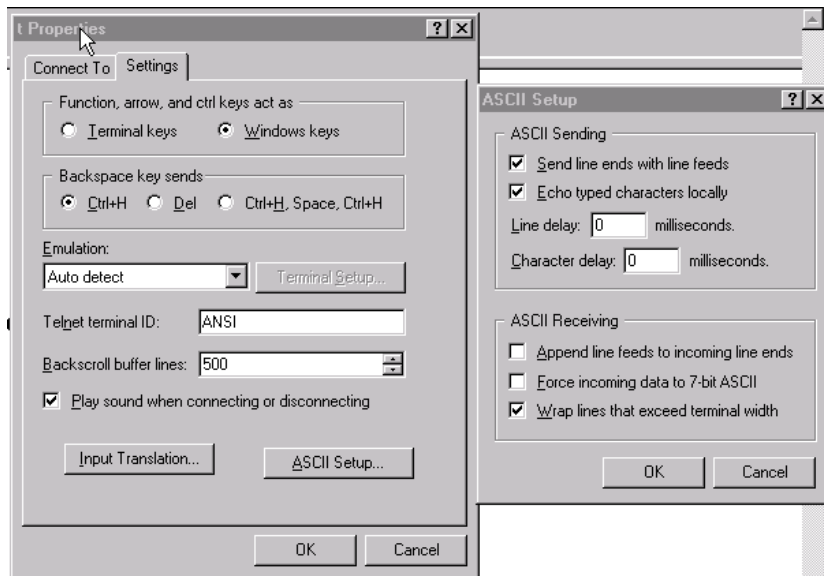 t Properties
Connect To Settings
Function, arrow, and ctrl keys act as
Terminal keys Windows keys
Backspace key sends
Ctrl+H Del Ctrl+H, Space, Ctrl+H
Emulation:
Auto detect Terminal Setup...
Telnet terminal ID: ANSI
Backscroll buffer lines: 500
Play sound when connecting or disconnecting
Input Translation... ASCII Setup...
OK Cancel
ASCII Setup
ASCII Sending
Send line ends with line feeds
Echo typed characters locally
Line delay: 0 milliseconds.
Character delay: 0 milliseconds.
ASCII Receiving
Append line feeds to incoming line ends
Force incoming data to 7-bit ASCII
Wrap lines that exceed terminal width
OK Cancel